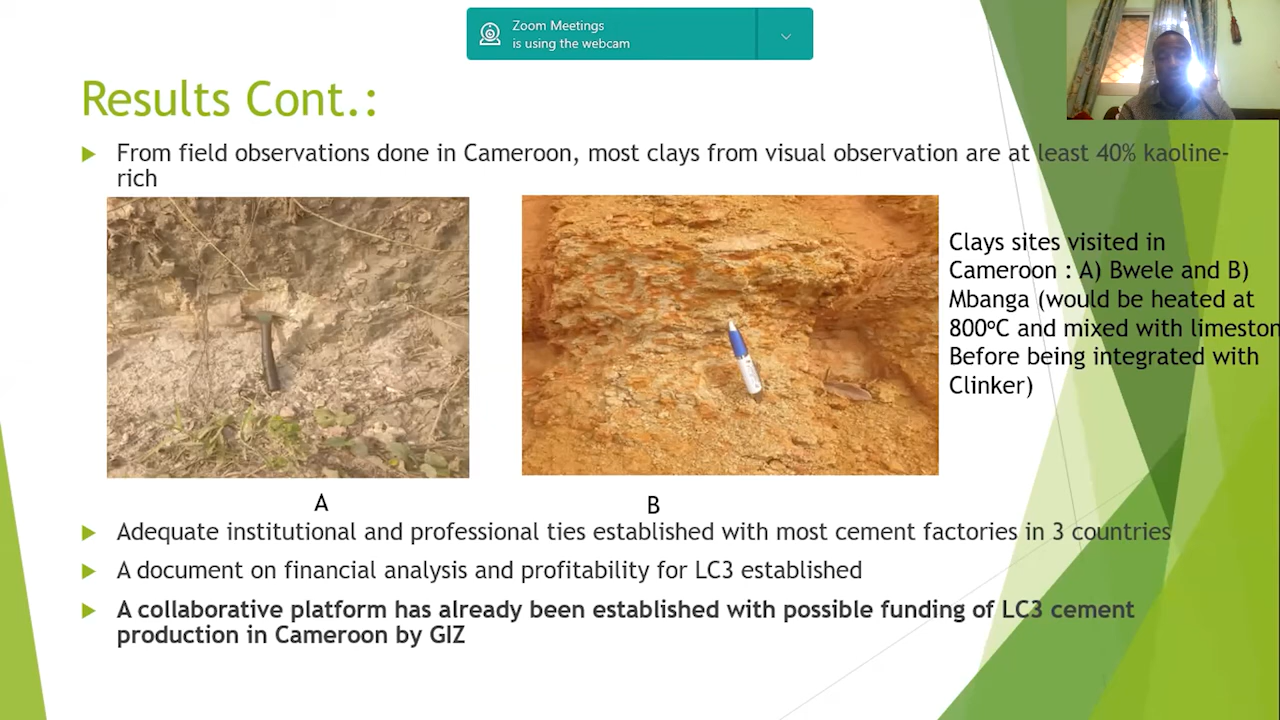 Zoom Meetings
is using the webcam
Results Cont.:
From field observations done in Cameroon, most clays from visual observation are at least 40% kaoline-
rich
Clays sites visited in
Cameroon : A) Bwele and B)
Mbanga (would be heated at
800ºC and mixed with limeston
Before being integrated with
Clinker)
A
B
Adequate institutional and professional ties established with most cement factories in 3 countries
A document on financial analysis and profitability for LC3 established
A collaborative platform has already been established with possible funding of LC3 cement
production in Cameroon by GIZ